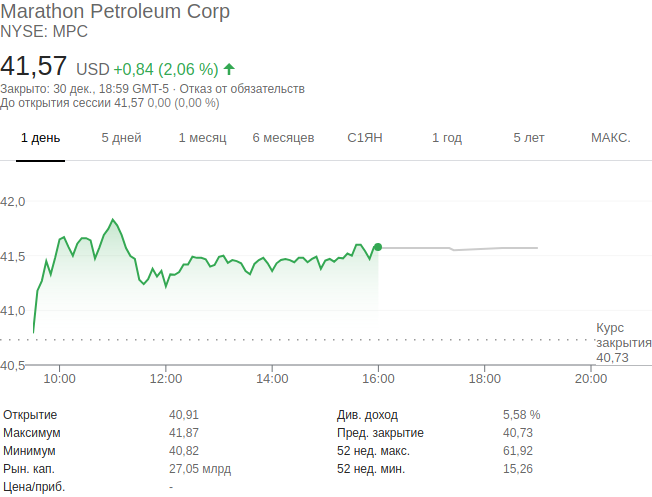 Marathon Petroleum Corp
NYSE: MPC
41,57 USD +0,84 (2,06 %)
Закрыто: 30 дек., 18:59 GMT-5 · Отказ от обязательств
До открытия сессии 41,57 0,00 (0,00 %)
1 день 5 дней 1 месяц 6 месяцев С1ЯН 1 год 5 лет МАКС.
42,0
41,5
41,0
Курс
закрытия
40,73
40,5
10:00 12:00 14:00 16:00 18:00 20:00
Открытие 40,91 Див. доход 5,58 %
Максимум 41,87 Пред. закрытие 40,73
Минимум 40,82 52 нед. макс. 61,92
Рын. кап. 27,05 млрд 52 нед. мин. 15,26
Цена/приб. -